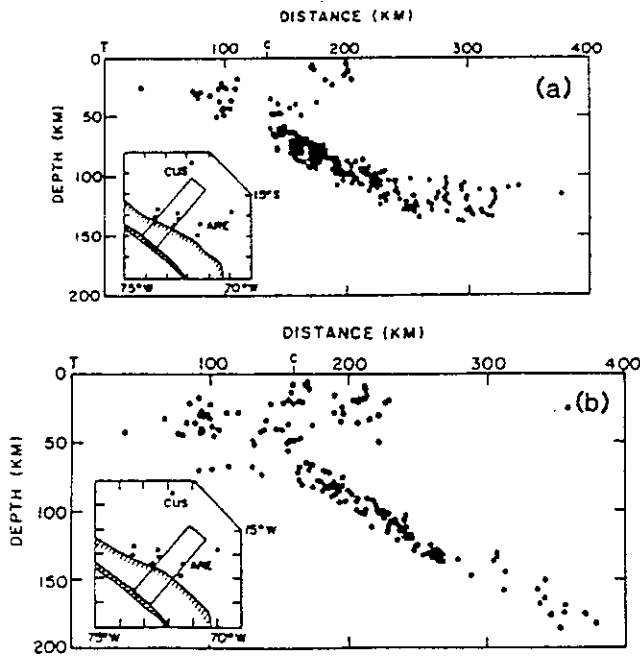 DISTANCE (KM)
T 100 C 200 300 400
0
(a)
50
DEPTH (KM)
100
150
200
CUS
15°S
ARE
75°W 70°W
DISTANCE (KM)
T 100 C 200 300 400
0
(b)
50
DEPTH (KM)
100
150
200
CUS
15°W
ARE
75°W 70°W